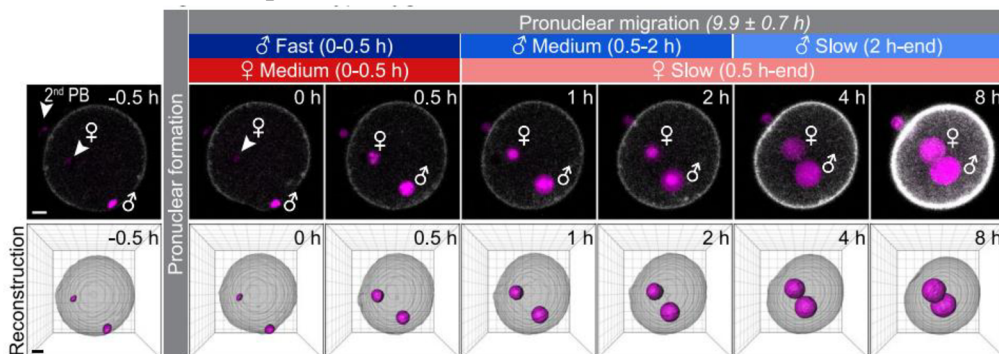 Pronuclear migration (9.9 ± 0.7 h)
♂ Fast (0-0.5 h)
♂ Medium (0.5-2 h)
♂ Slow (2 h-end)
♀ Medium (0-0.5 h)
♀ Slow (0.5 h-end)
Pronuclear formation
2nd PB
-0.5 h
♀
♂
0 h
♀
0.5 h
♀
♂
1 h
♀
♂
2 h
♀
♂
4 h
♀
♂
8 h
♀
♂
Reconstruction
-0.5 h
0 h
0.5 h
1 h
2 h
4 h
8 h